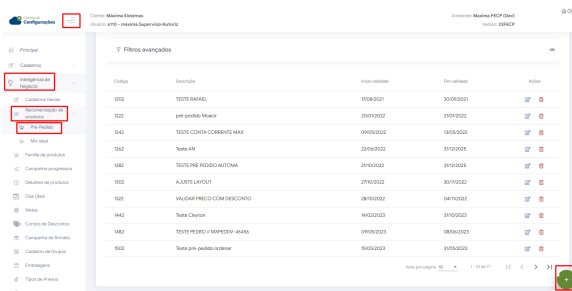 Central de
Configurações
Cliente: Máxima Sistemas
Usuário: 6110 - maxima.SupervisorAutoriz
Ambiente: Maxima FECP (Dev)
Versão: 23FECP
Principal
Cadastros
Inteligência de
Negócio
Cadastros Gerais
Recomendação de
produtos
Pré-Pedido
Mix Ideal
Família de produtos
Campanha progressiva
Detalhes de produtos
Dias Úteis
Metas
Combo de Descontos
Campanha de Brindes
Cadastro de Grupos
Embalagens
Tipos de Anexos
Filtros avançados
Código Descrição Início validade Fim validade Ações
1202 TESTE RAFAEL 17/08/2021 30/09/2021
1222 pré-pedido Moacir 20/01/2022 21/01/2022
1242 TESTE CONTA CORRENTE MAX 09/05/2022 13/05/2022
1262 Teste AN 22/06/2022 31/12/2025
1282 TESTE PRE PEDIDO AUTOMA 21/10/2022 31/12/2025
1302 AJUSTE LAYOUT 27/10/2022 30/11/2022
1322 VALIDAR PRECO COM DESCONTO 28/10/2022 04/11/2022
1442 Teste Cleyton 14/02/2023 31/10/2023
1482 TESTE PEDRO // MXPEDDV-46496 09/05/2023 08/06/2023
1502 Teste pré-pedido ordenar 15/05/2023 31/05/2023
Itens por página 10 1 - 10 de 17